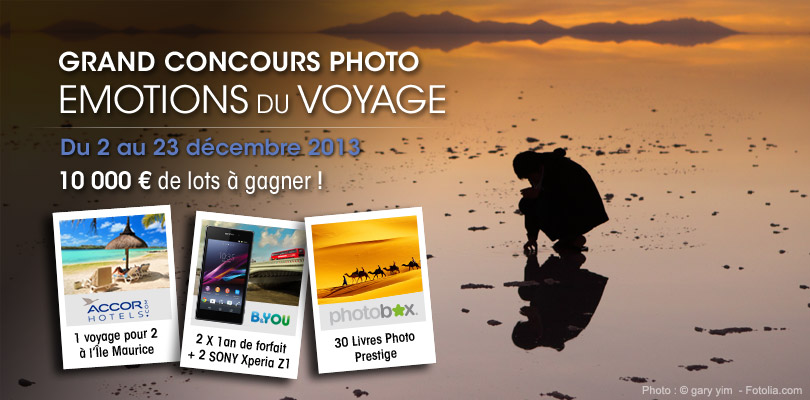 GRAND CONCOURS PHOTO
EMOTIONS DU VOYAGE
Du 2 au 23 décembre 2013
10 000 € de lots à gagner !
ACCOR
HOTELS.COM
1 voyage pour 2
à l'Île Maurice
B&YOU
2 X 1an de forfait
+ 2 SONY Xperia Z1
photobox.
30 Livres Photo
Prestige
Photo : © gary yim - Fotolia.com